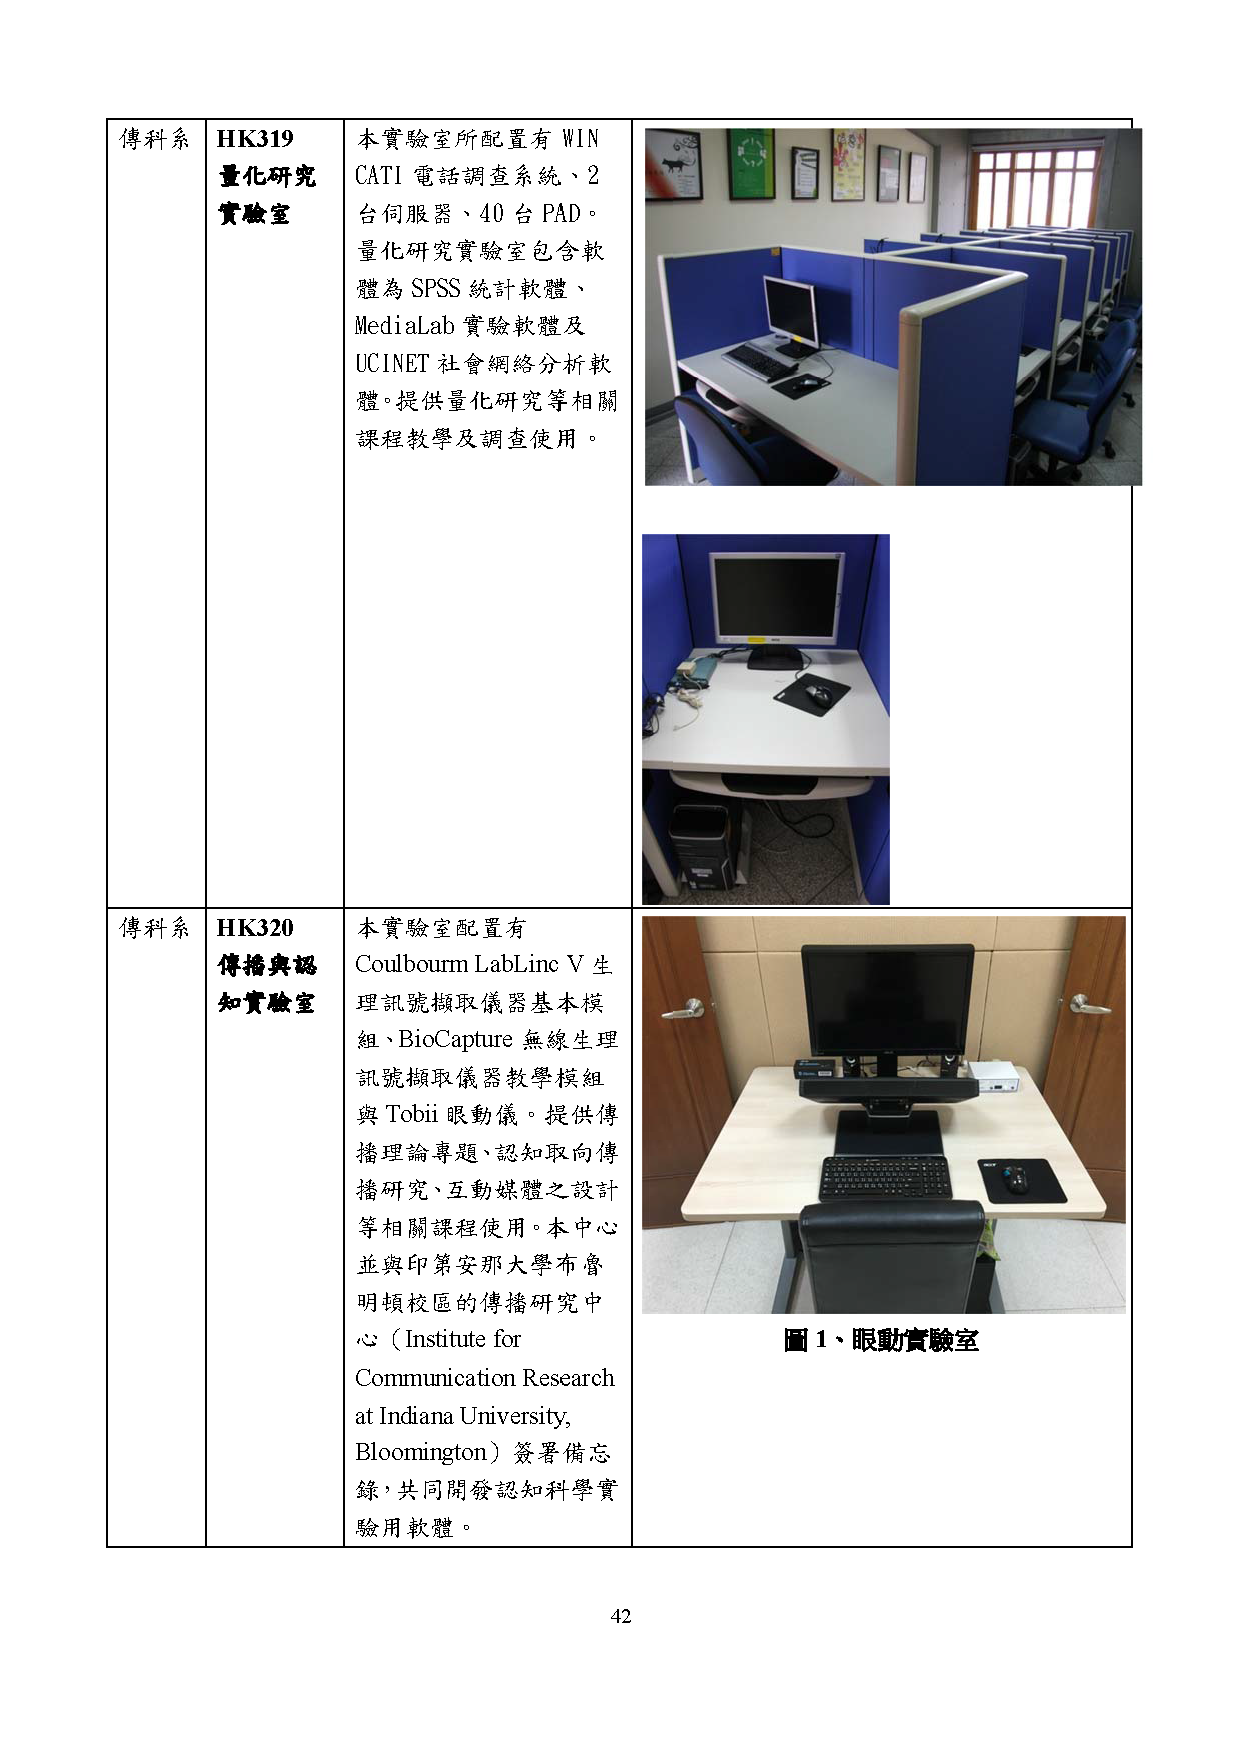 傳科系
HK319
量化研究
實驗室
本實驗室所配置有 WIN
CATI 電話調查系統、2
台伺服器、40 台 PAD。
量化研究實驗室包含軟
體為 SPSS 統計軟體、
MediaLab 實驗軟體及
UCINET 社會網絡分析軟
體。提供量化研究等相關
課程教學及調查使用。
傳科系
HK320
傳播與認
知實驗室
本實驗室配置有
Coulbourm LabLinc V 生
理訊號擷取儀器基本模
組、BioCapture 無線生理
訊號擷取儀器教學模組
與 Tobii 眼動儀。提供傳
播理論專題、認知取向傳
播研究、互動媒體之設計
等相關課程使用。本中心
並與印第安那大學布魯
明頓校區的傳播研究中
心（Institute for
Communication Research
at Indiana University,
Bloomington）簽署備忘
錄，共同開發認知科學實
驗用軟體。
acer
圖 1、眼動實驗室
42